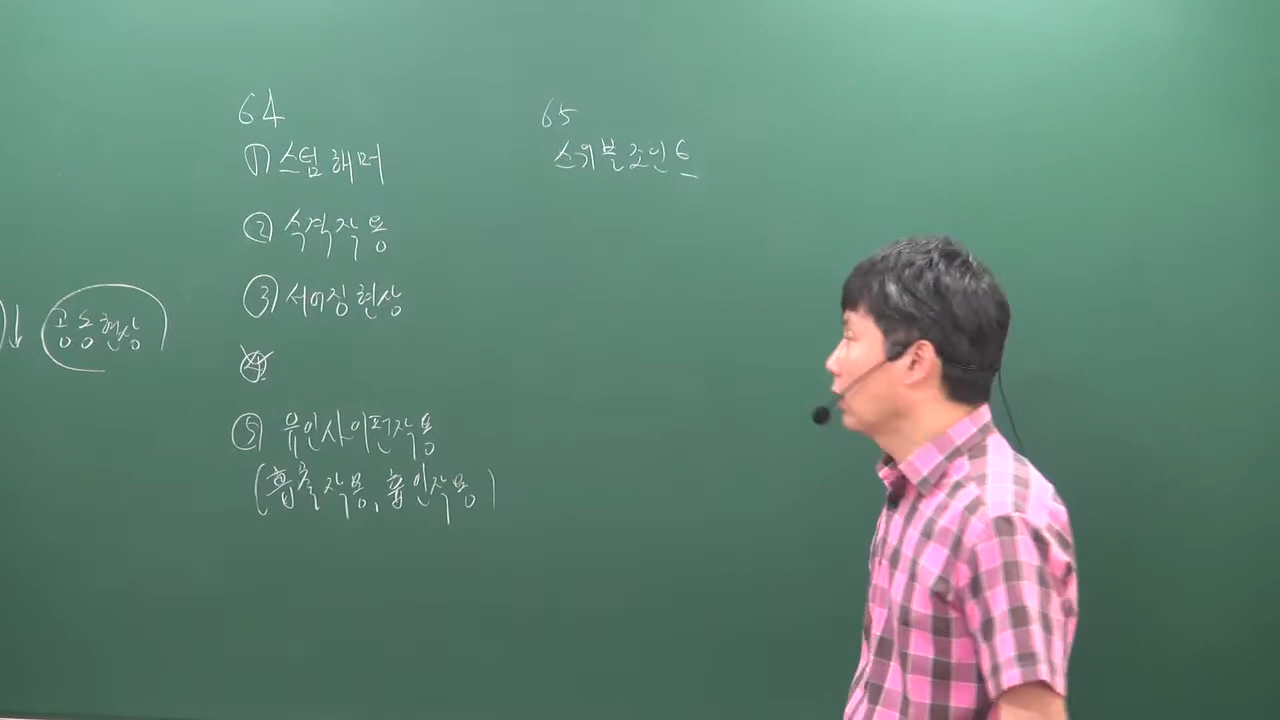 64
① 스팀해머
② 수격작용
③ 서어징현상
④
⑤ 유인사이펀작용
(흡출작용, 흡인작용)
공동현상
65
스위블조인트